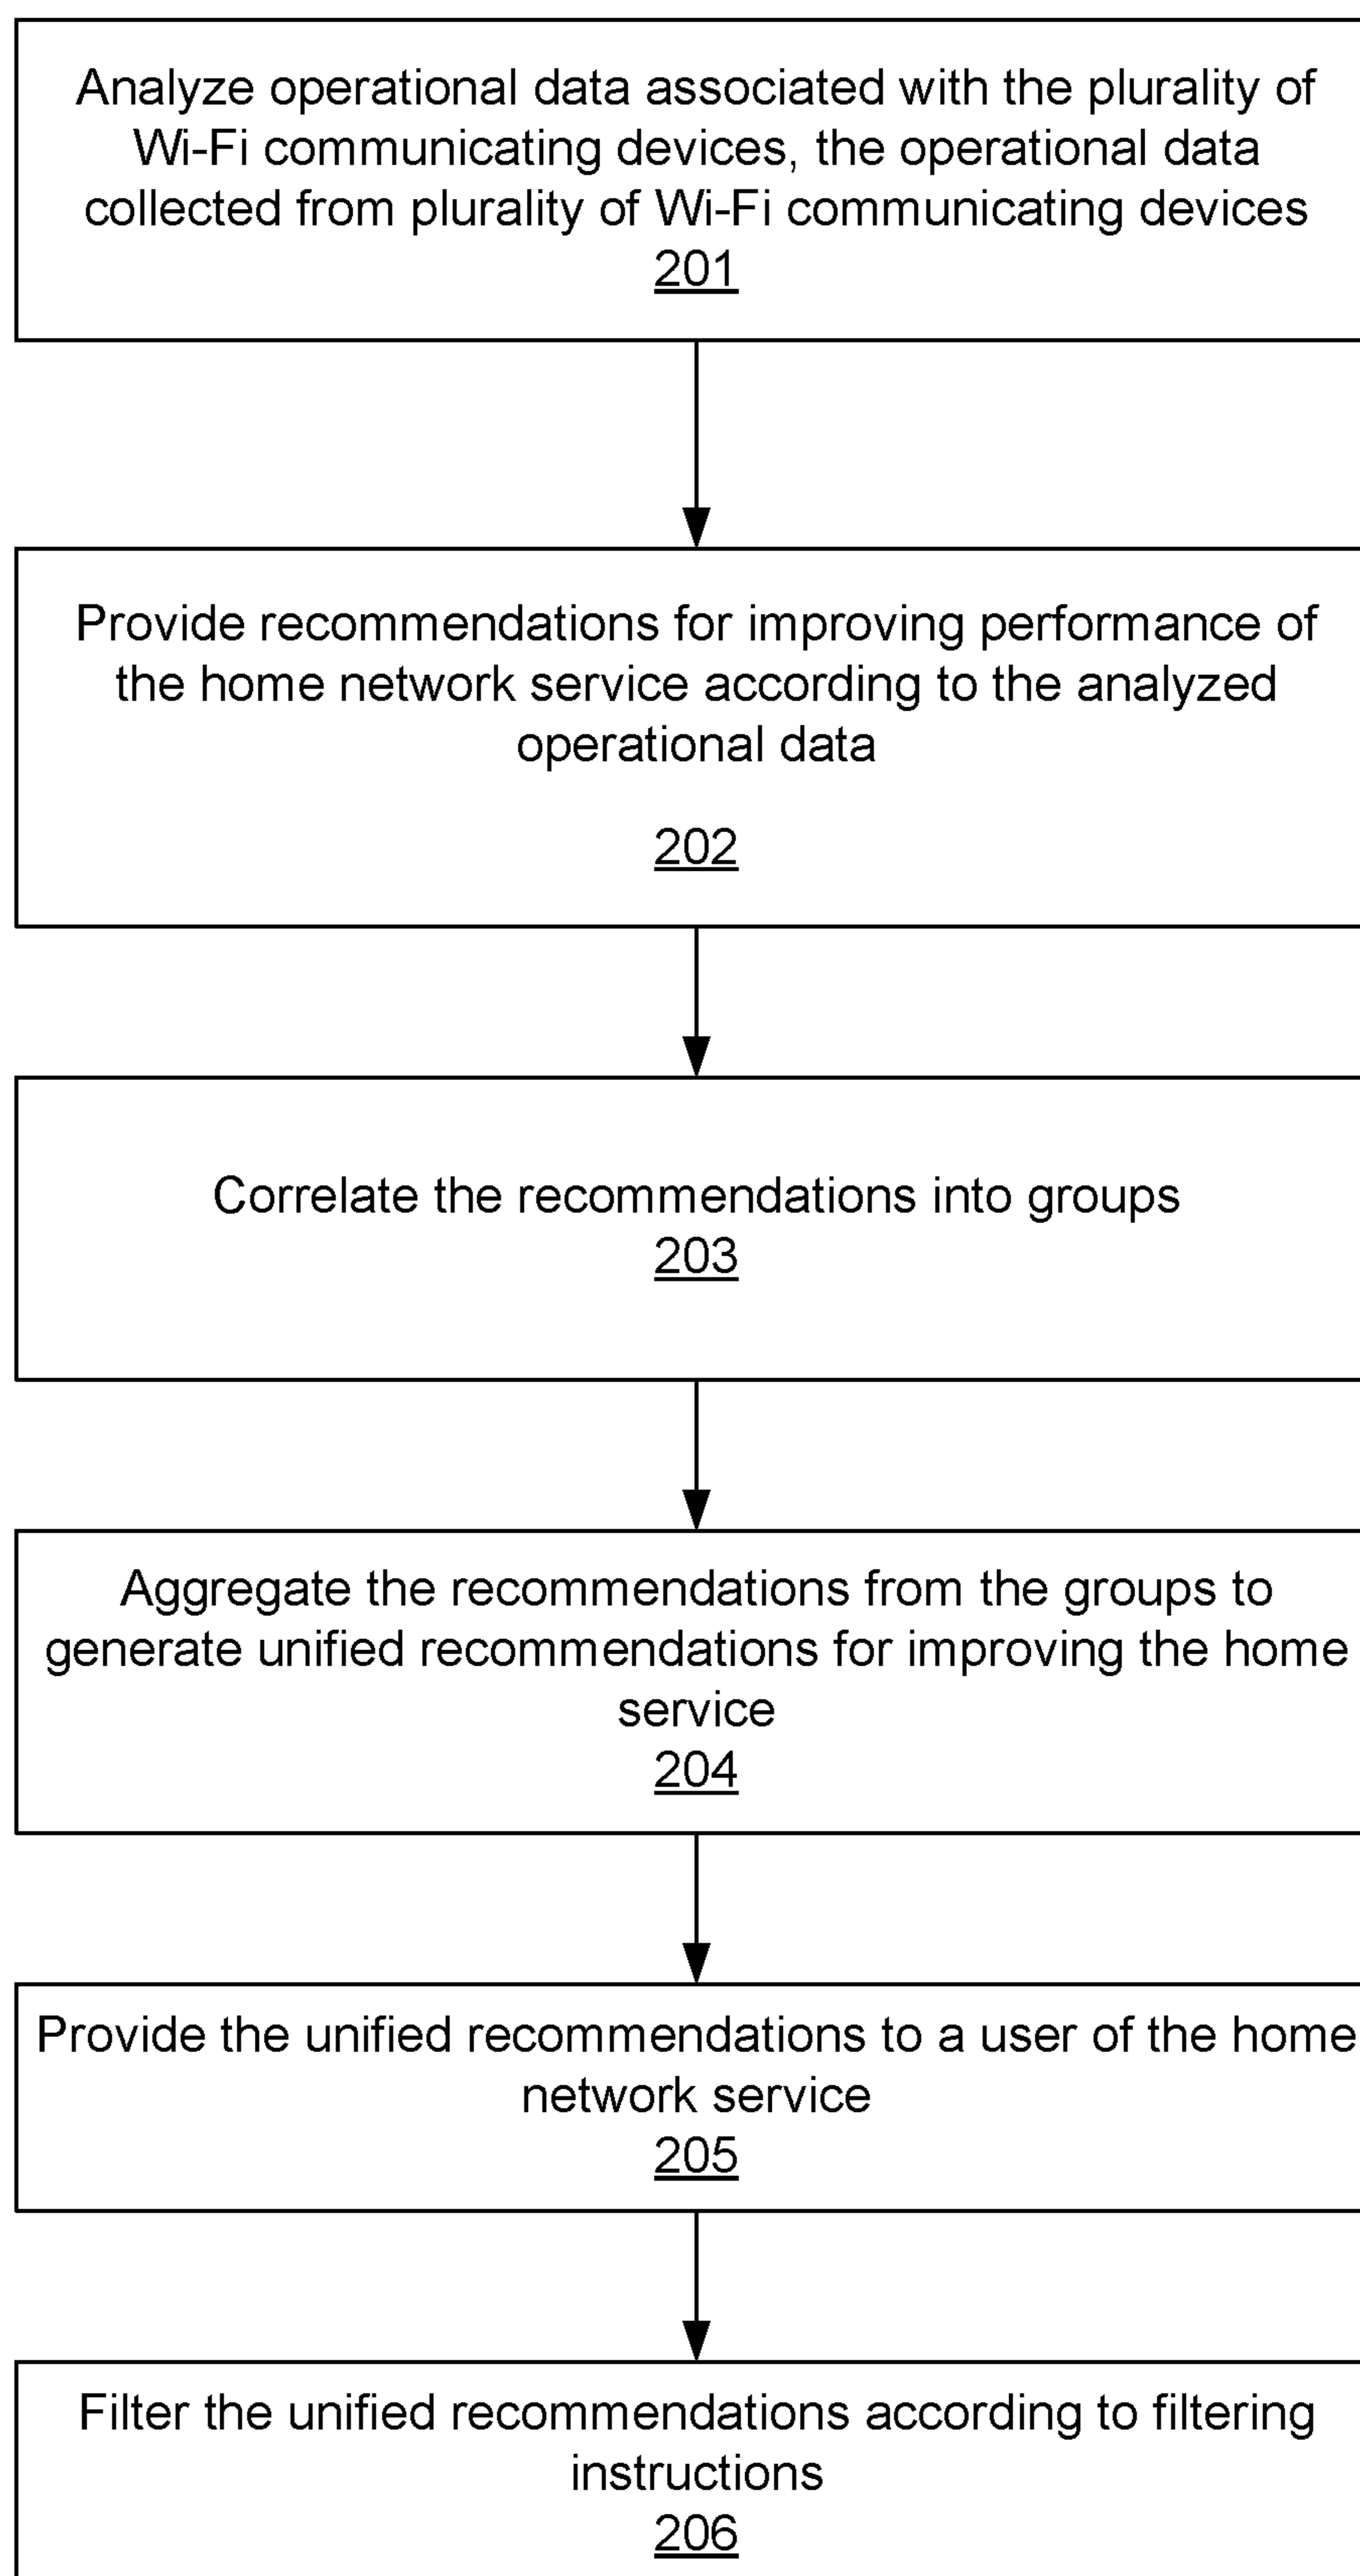 Analyze operational data associated with the plurality of
Wi-Fi communicating devices, the operational data
collected from plurality of Wi-Fi communicating devices
201
Provide recommendations for improving performance of
the home network service according to the analyzed
operational data
202
Correlate the recommendations into groups
203
Aggregate the recommendations from the groups to
generate unified recommendations for improving the home
service
204
Provide the unified recommendations to a user of the home
network service
205
Filter the unified recommendations according to filtering
instructions
206